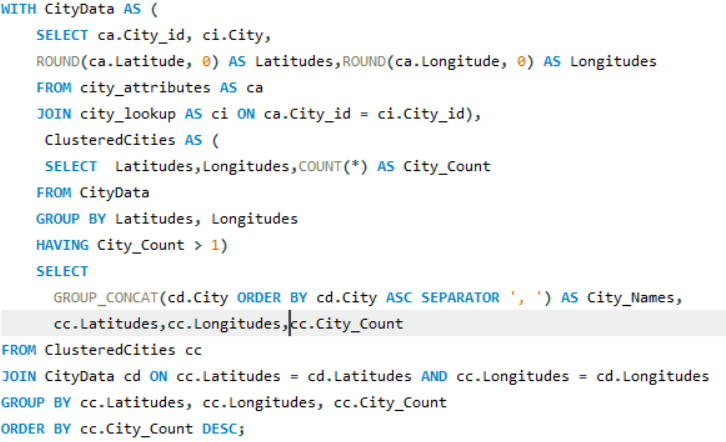 WITH CityData AS (
SELECT ca.City_id, ci.City,
ROUND(ca.Latitude, 0) AS Latitudes,ROUND(ca.Longitude, 0) AS Longitudes
FROM city_attributes AS ca
JOIN city_lookup AS ci ON ca.City_id = ci.City_id),
ClusteredCities AS (
SELECT  Latitudes,Longitudes,COUNT(*) AS City_Count
FROM CityData
GROUP BY Latitudes, Longitudes
HAVING City_Count > 1)
SELECT
GROUP_CONCAT(cd.City ORDER BY cd.City ASC SEPARATOR ', ') AS City_Names,
cc.Latitudes,cc.Longitudes,cc.City_Count
FROM ClusteredCities cc
JOIN CityData cd ON cc.Latitudes = cd.Latitudes AND cc.Longitudes = cd.Longitudes
GROUP BY cc.Latitudes, cc.Longitudes, cc.City_Count
ORDER BY cc.City_Count DESC;